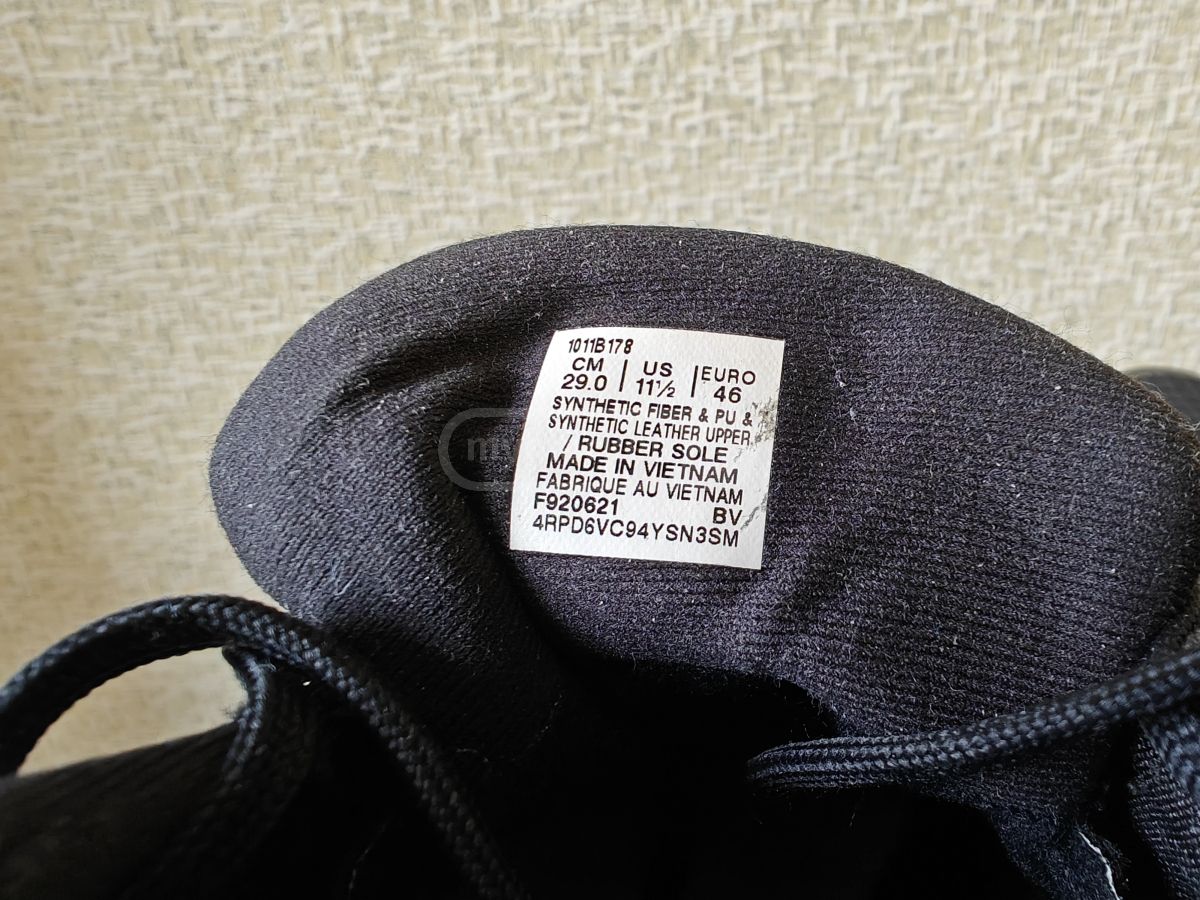 1011B178
CM | US | EURO
29.0 | 11½ | 46
SYNTHETIC FIBER & PU &
SYNTHETIC LEATHER UPPER
/ RUBBER SOLE
MADE IN VIETNAM
FABRIQUE AU VIETNAM
F920621 BV
4RPD6VC94YSN3SM